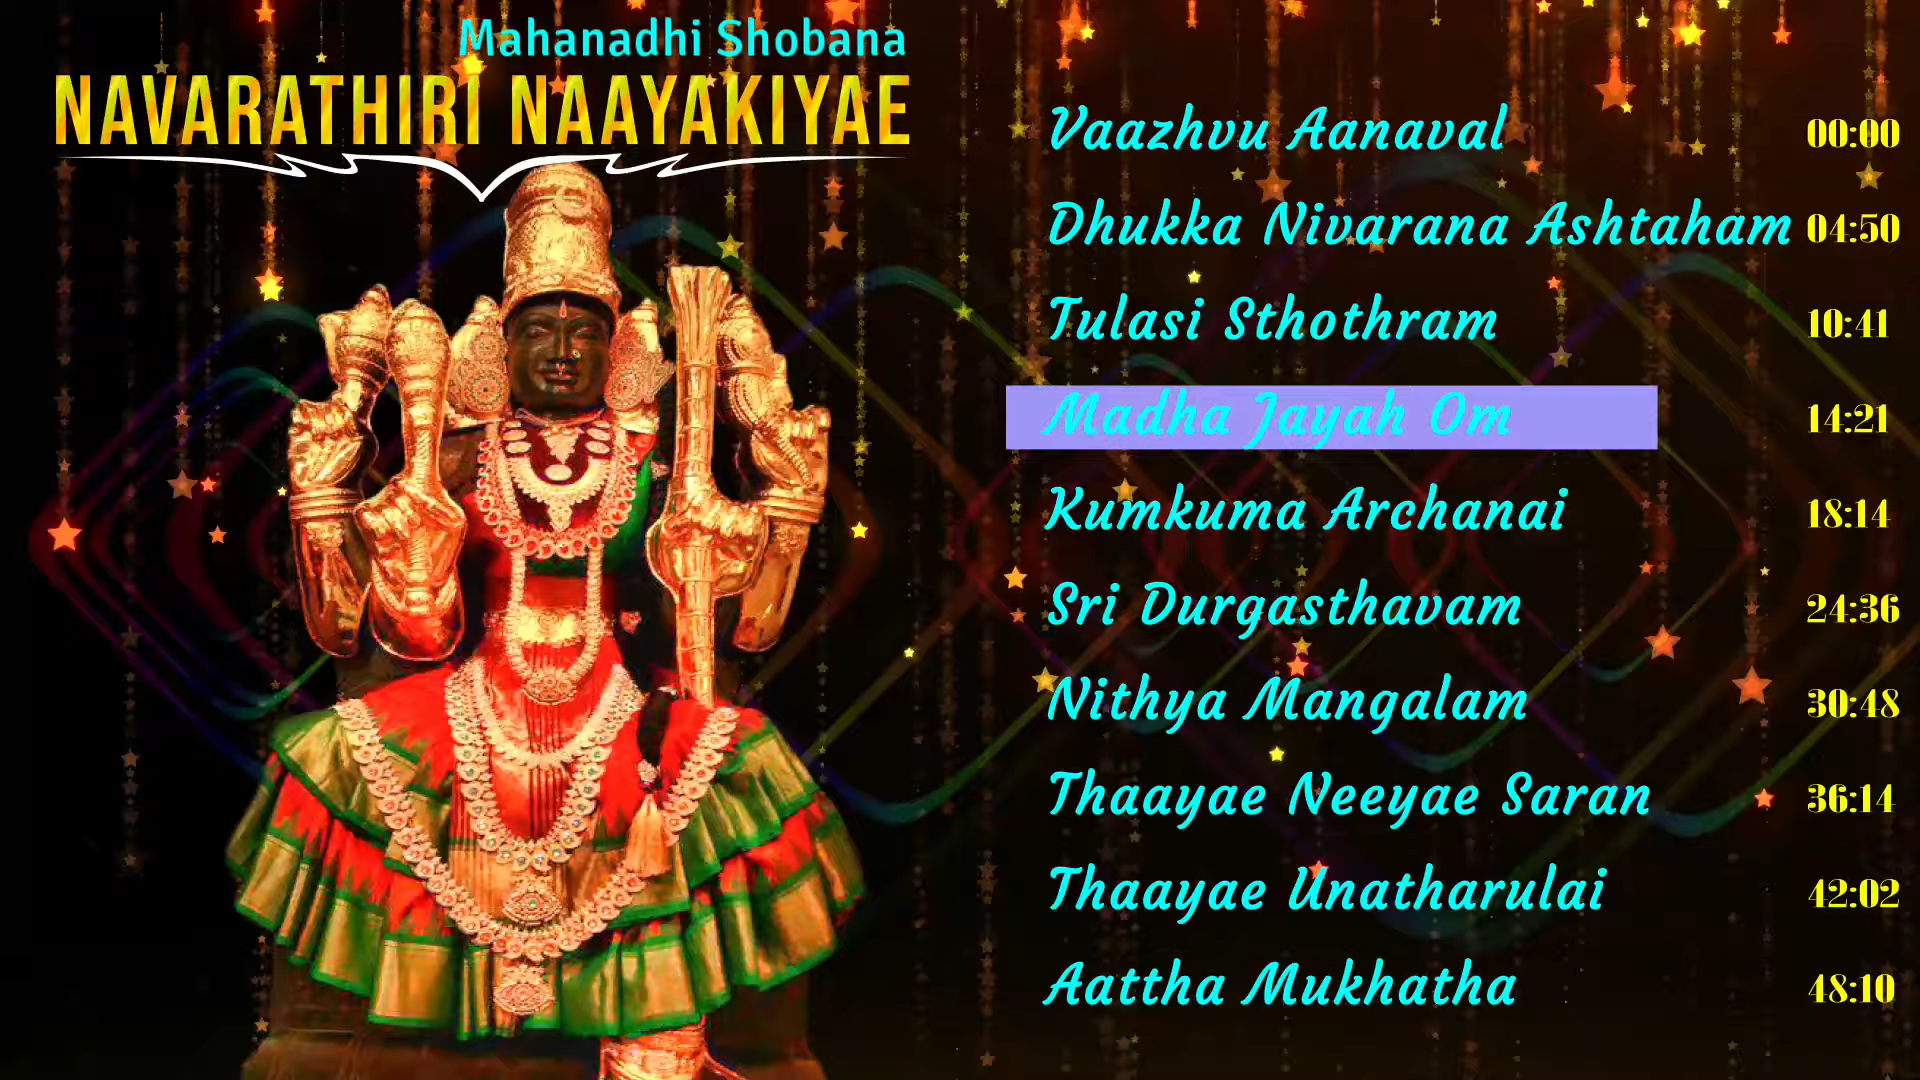 Mahanadhi Shobana
NAVARATHIRI NAAYAKIYAE
Vaazhvu Aanaval 00:00
Dhukka Nivarana Ashtaham 04:50
Tulasi Sthothram 10:41
Madha Jayah Om 14:21
Kumkuma Archanai 18:14
Sri Durgasthavam 24:36
Nithya Mangalam 30:48
Thaayae Neeyae Saran 36:14
Thaayae Unatharulai 42:02
Aattha Mukhatha 48:10